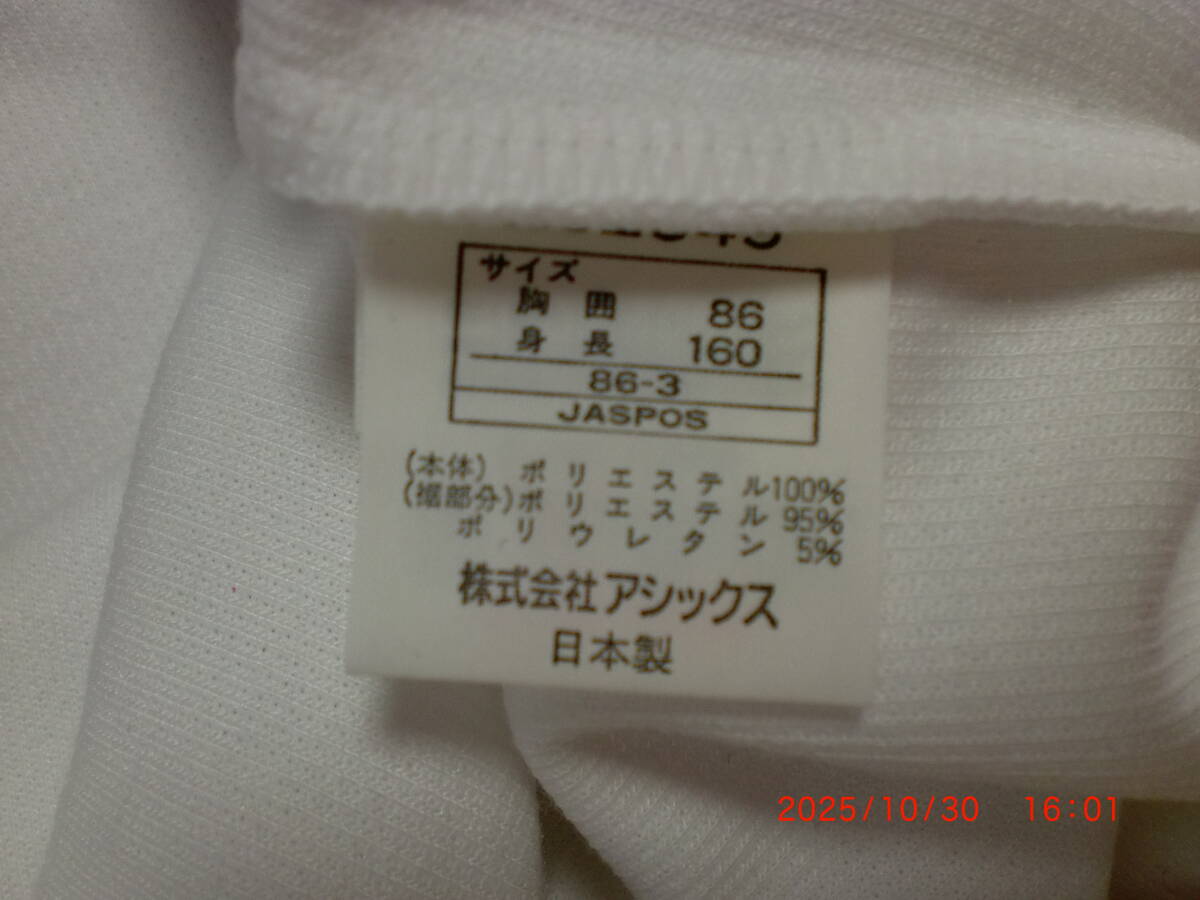 サイズ
胸囲 86
身長 160
86-3
JASPOS
(本体) ポリエステル100%
(裾部分)ポリエステル 95%
ポリウレタン 5%
株式会社アシックス
日本製
2025/10/30 16:01